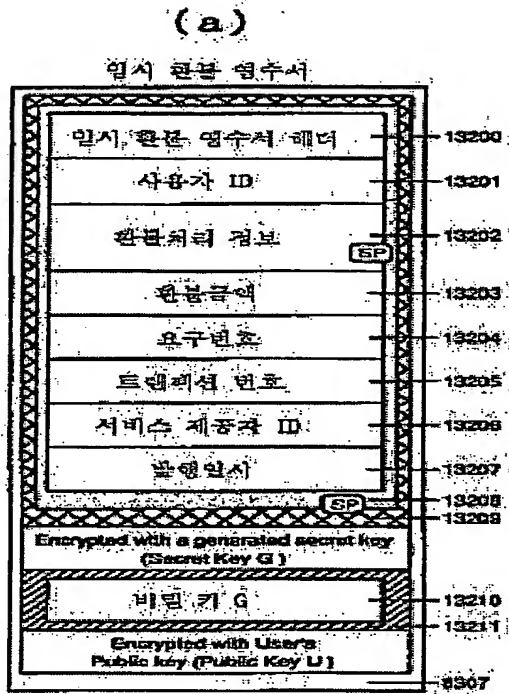 (a)
임시 환불 영수서
임시 환불 영수서 헤더
13200
사용자 ID
13201
환불처리 정보
13202
SP
환불금액
13203
요구번호
13204
트랜잭션 번호
13205
서비스 제공자 ID
13206
발행일시
13207
SP
13208
13209
Encrypted with a generated secret key
(Secret Key G)
비밀 키 G
13210
13211
Encrypted with User's
Public key (Public Key U)
8307